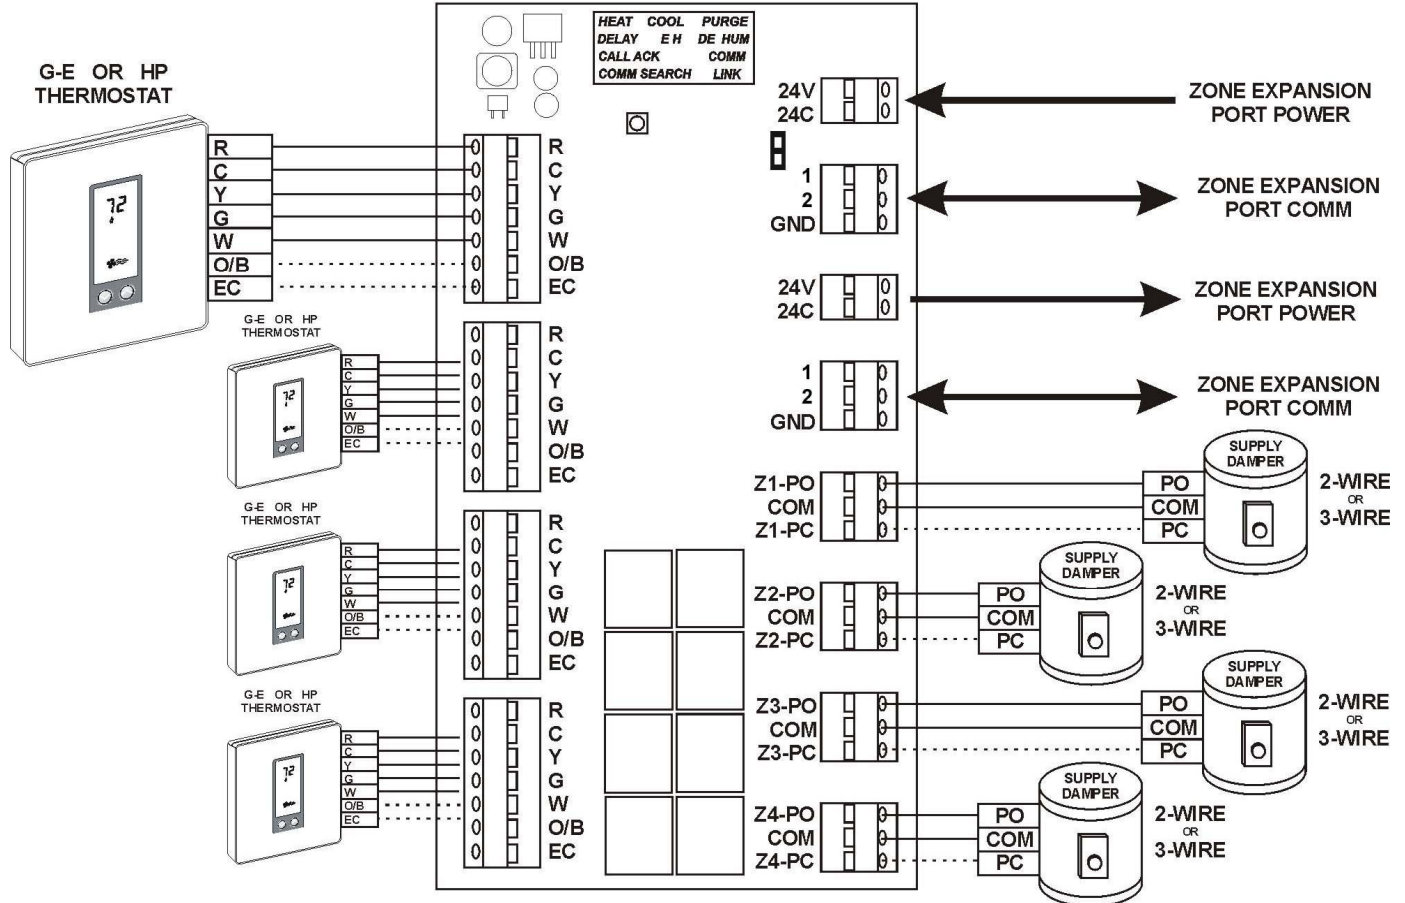 HEAT COOL PURGE
DELAY E H DE HUM
CALL ACK COMM
COMM SEARCH LINK
G-E OR HP
THERMOSTAT
72
R
C
Y
G
W
O/B
EC
R
C
Y
G
W
O/B
EC
G-E OR HP
THERMOSTAT
72
R
C
Y
G
W
O/B
EC
R
C
Y
G
W
O/B
EC
G-E OR HP
THERMOSTAT
72
R
C
Y
G
W
O/B
EC
R
C
Y
G
W
O/B
EC
G-E OR HP
THERMOSTAT
72
R
C
Y
G
W
O/B
EC
R
C
Y
G
W
O/B
EC
24V
24C
ZONE EXPANSION
PORT POWER
1
2
GND
ZONE EXPANSION
PORT COMM
24V
24C
ZONE EXPANSION
PORT POWER
1
2
GND
ZONE EXPANSION
PORT COMM
Z1-PO
COM
Z1-PC
PO
COM
PC
SUPPLY
DAMPER
2-WIRE
OR
3-WIRE
Z2-PO
COM
Z2-PC
PO
COM
PC
SUPPLY
DAMPER
2-WIRE
OR
3-WIRE
Z3-PO
COM
Z3-PC
PO
COM
PC
SUPPLY
DAMPER
2-WIRE
OR
3-WIRE
Z4-PO
COM
Z4-PC
PO
COM
PC
SUPPLY
DAMPER
2-WIRE
OR
3-WIRE